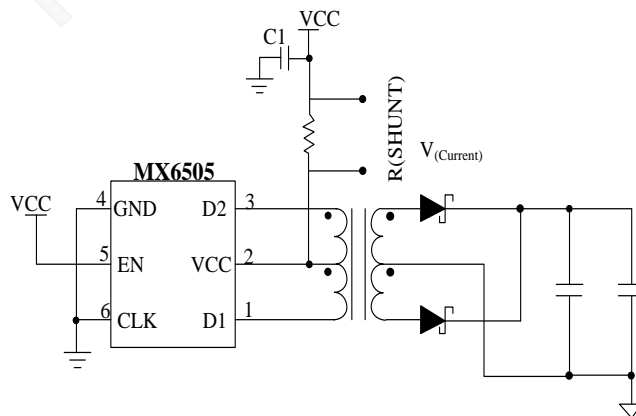 VCC
C1
R(SHUNT)
V(Current)
MX6505
VCC
4 GND D2 3
5 EN VCC 2
6 CLK D1 1